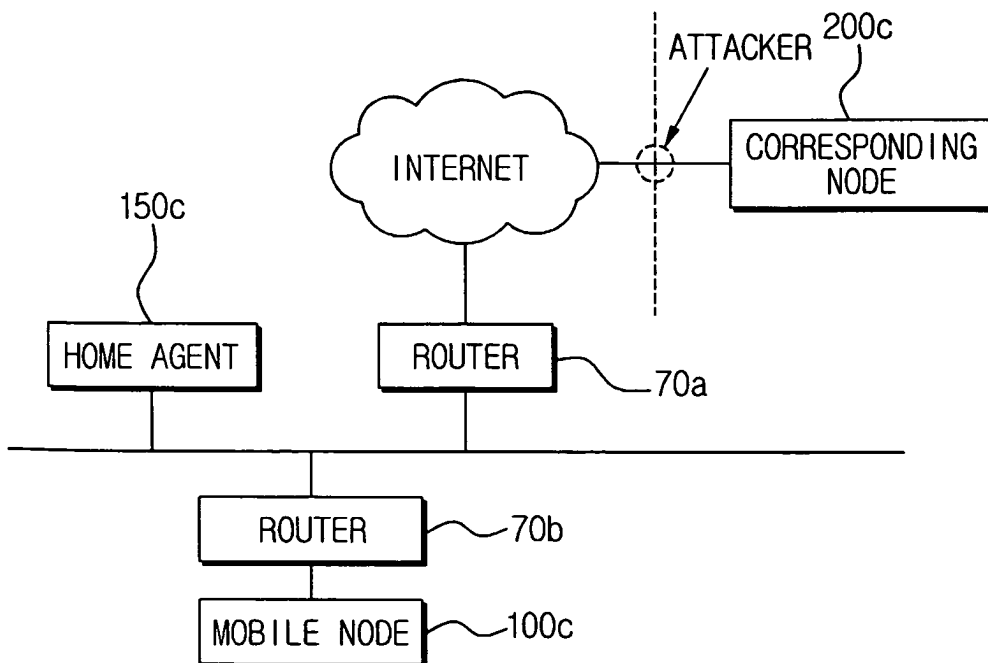 200c
ATTACKER
CORRESPONDING
NODE
INTERNET
150c
HOME AGENT
ROUTER
70a
ROUTER
70b
MOBILE NODE
100c